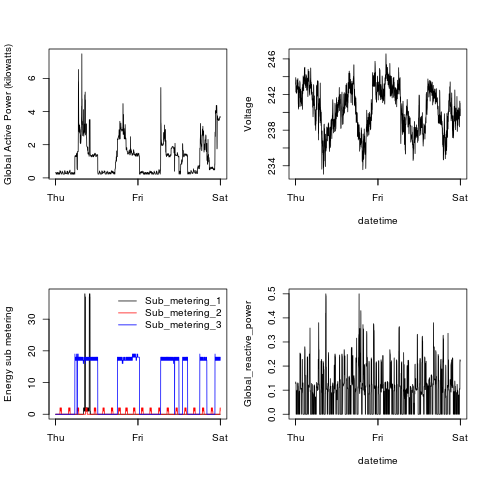 Global Active Power (kilowatts)
0 2 4 6
Thu Fri Sat
Voltage
234 238 242 246
Thu Fri Sat
datetime
Energy sub metering
0 10 20 30
Sub_metering_1
Sub_metering_2
Sub_metering_3
Thu Fri Sat
Global_reactive_power
0.0 0.1 0.2 0.3 0.4 0.5
Thu Fri Sat
datetime